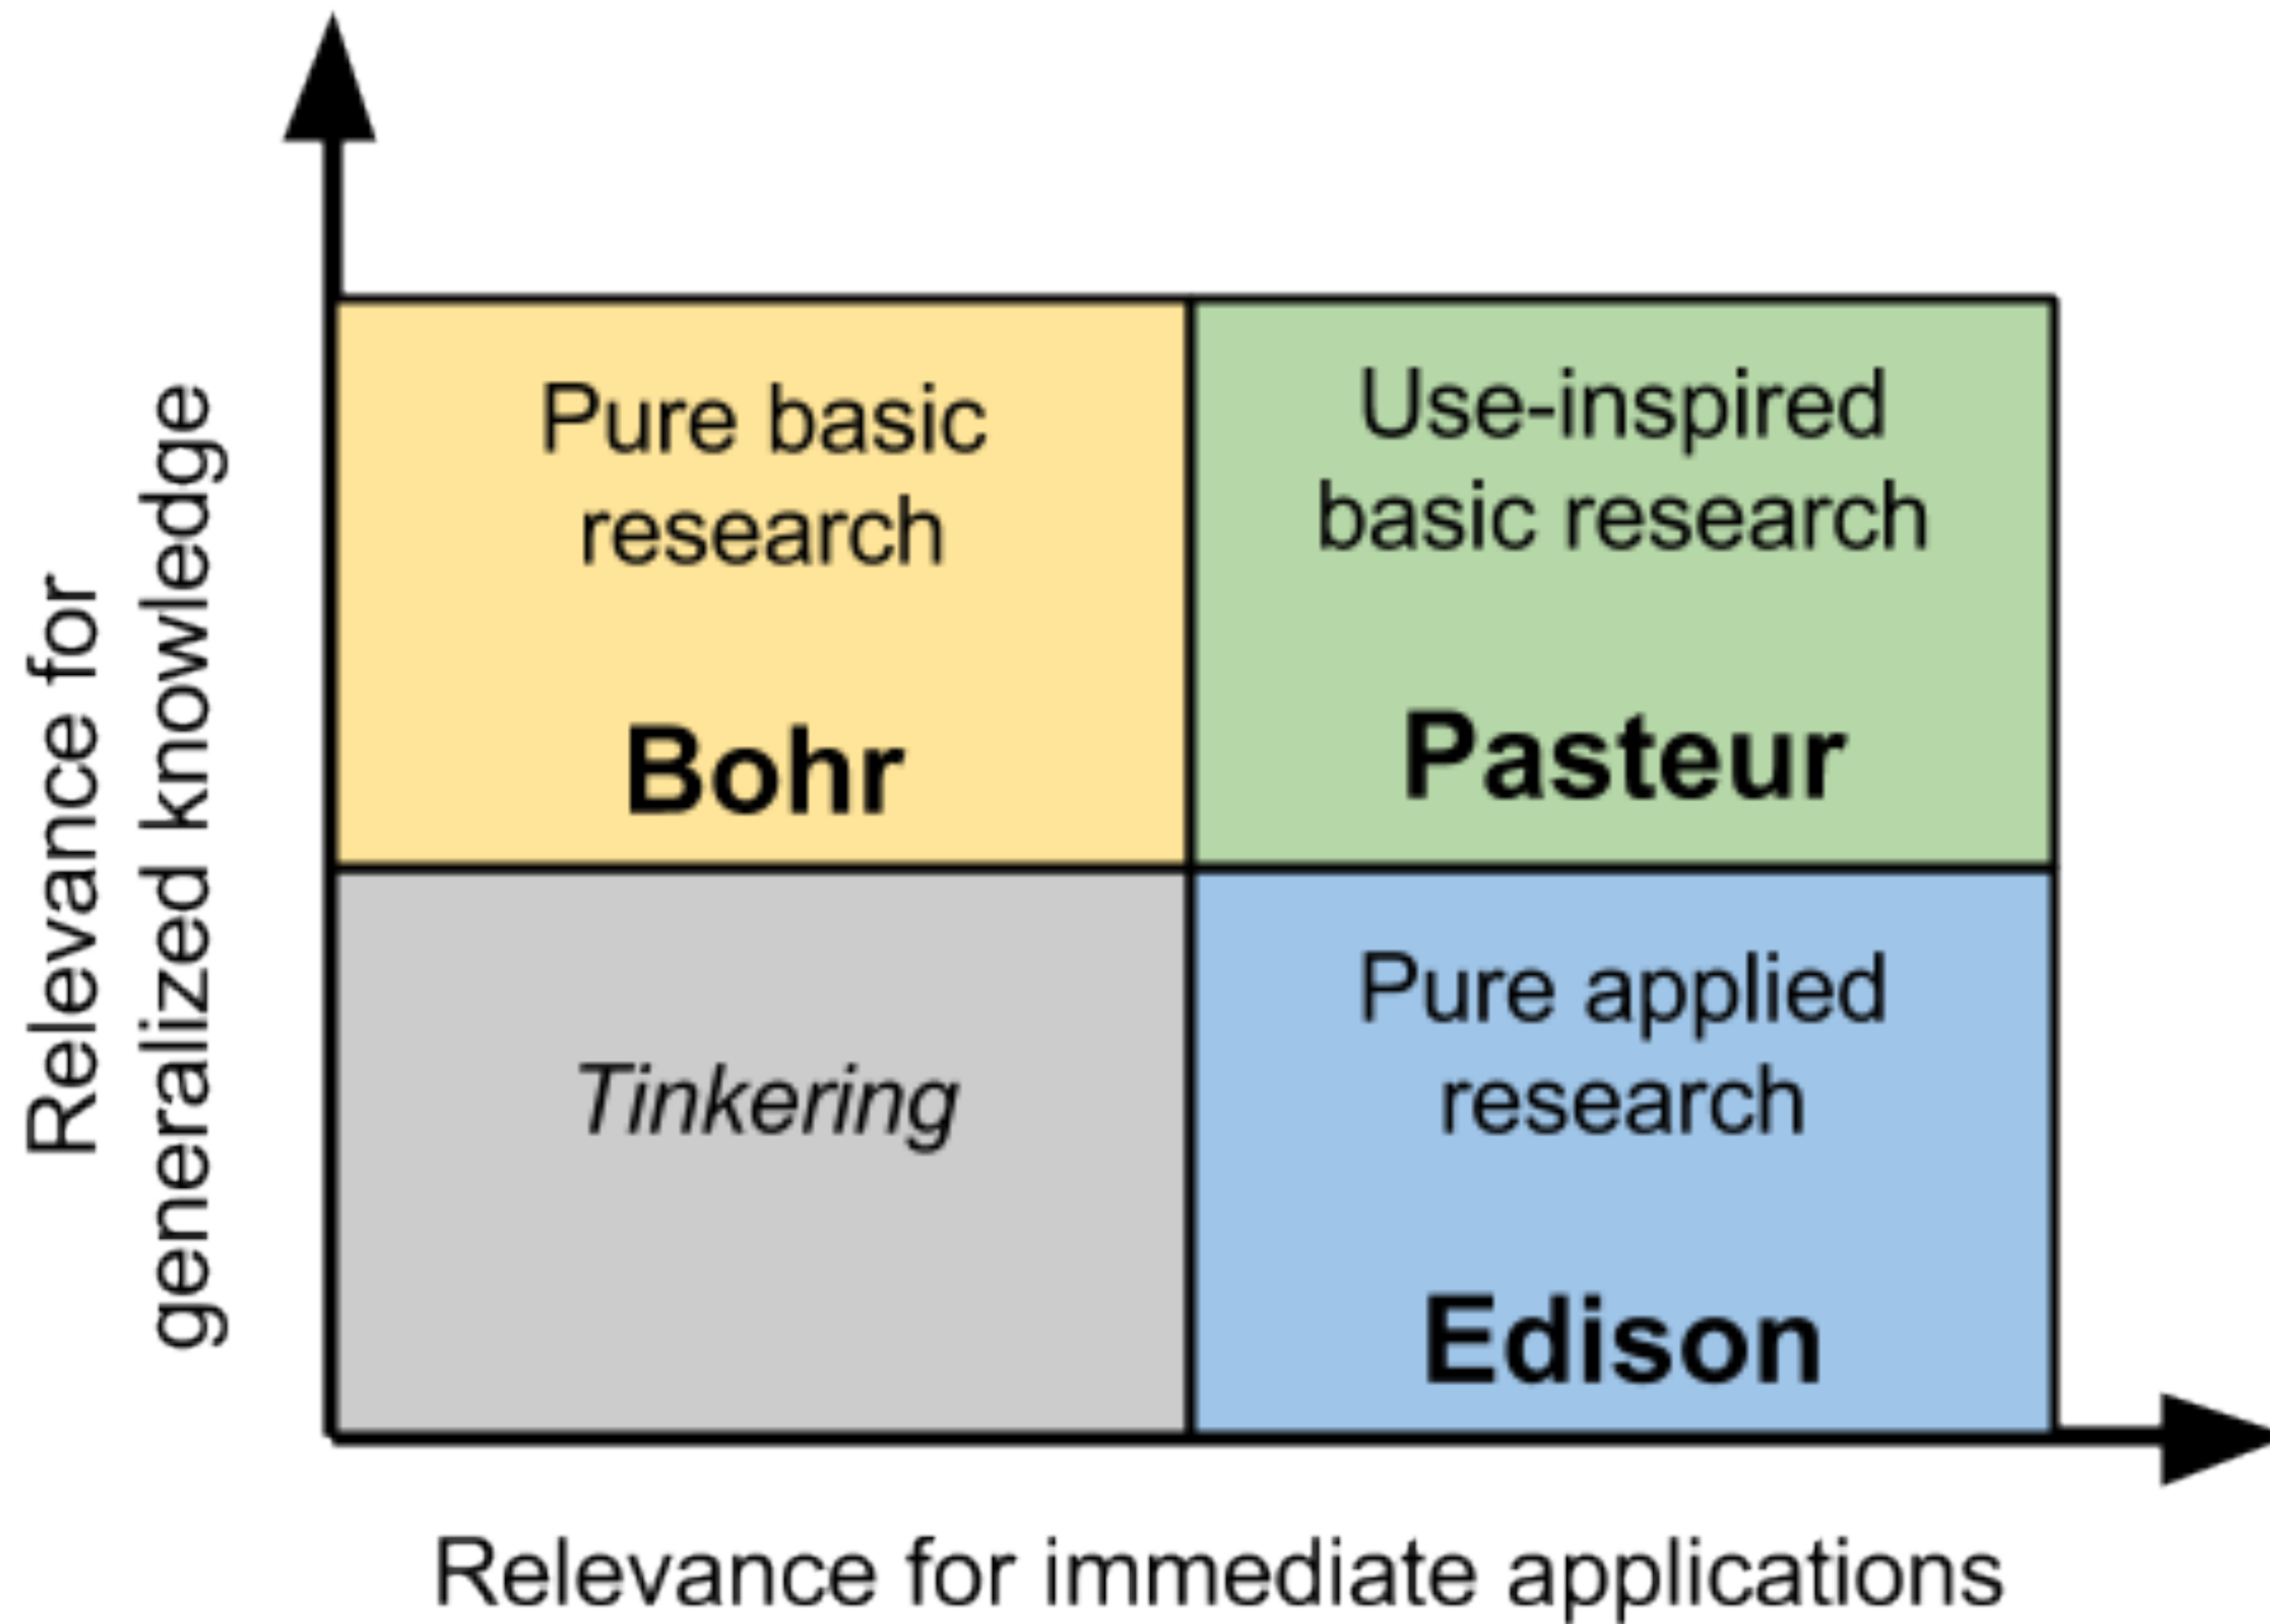 Relevance for
generalized knowledge
Pure basic
research
Bohr
Use-inspired
basic research
Pasteur
Tinkering
Pure applied
research
Edison
Relevance for immediate applications